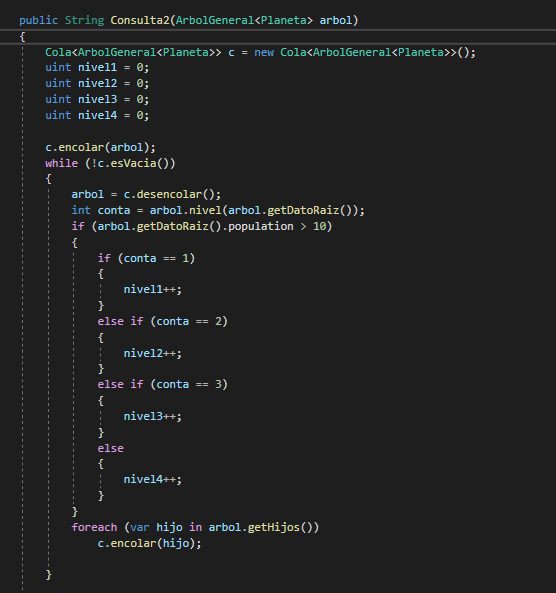 public String Consulta2(ArbolGeneral<Planeta> arbol)
{
Cola<ArbolGeneral<Planeta>> c = new Cola<ArbolGeneral<Planeta>>();
uint nivel1 = 0;
uint nivel2 = 0;
uint nivel3 = 0;
uint nivel4 = 0;
c.encolar(arbol);
while (!c.esVacia())
{
arbol = c.desencolar();
int conta = arbol.nivel(arbol.getDatoRaiz());
if (arbol.getDatoRaiz().population > 10)
{
if (conta == 1)
{
nivel1++;
}
else if (conta == 2)
{
nivel2++;
}
else if (conta == 3)
{
nivel3++;
}
else
{
nivel4++;
}
}
foreach (var hijo in arbol.getHijos())
c.encolar(hijo);
}